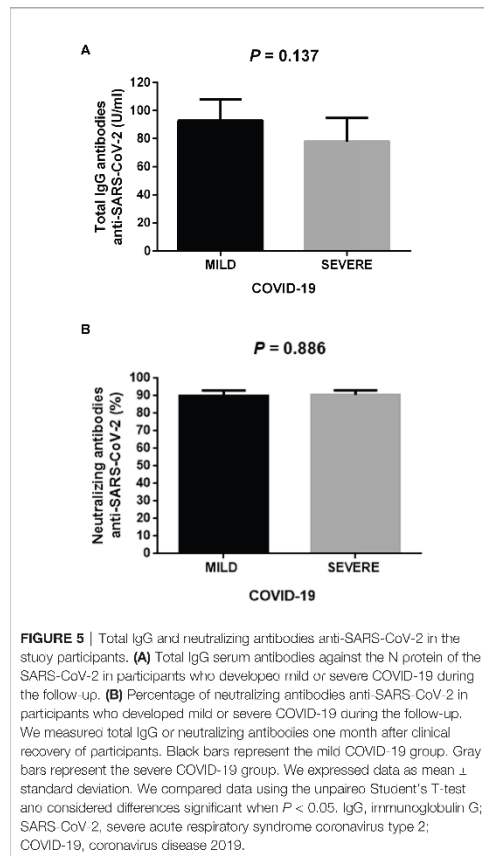 A
P = 0.137
Total IgG antibodies
anti-SARS-CoV-2 (U/ml)
120
100
80
60
40
20
0
MILD SEVERE
COVID-19
B
P = 0.886
Neutralizing antibodies
anti-SARS-CoV-2 (%)
100
90
80
70
60
50
40
30
20
10
0
MILD SEVERE
COVID-19
FIGURE 5 | Total IgG and neutralizing antibodies anti-SARS-CoV-2 in the
study participants. (A) Total IgG serum antibodies against the N protein of the
SARS-CoV-2 in participants who developed mild or severe COVID-19 during
the follow-up. (B) Percentage of neutralizing antibodies anti-SARS-CoV-2 in
participants who developed mild or severe COVID-19 during the follow-up.
We measured total IgG or neutralizing antibodies one month after clinical
recovery of participants. Black bars represent the mild COVID-19 group. Gray
bars represent the severe COVID-19 group. We expressed data as mean ±
standard deviation. We compared data using the unpaired Student's T-test
and considered differences significant when P < 0.05. IgG, immunoglobulin G;
SARS-CoV-2, severe acute respiratory syndrome coronavirus type 2;
COVID-19, coronavirus disease 2019.